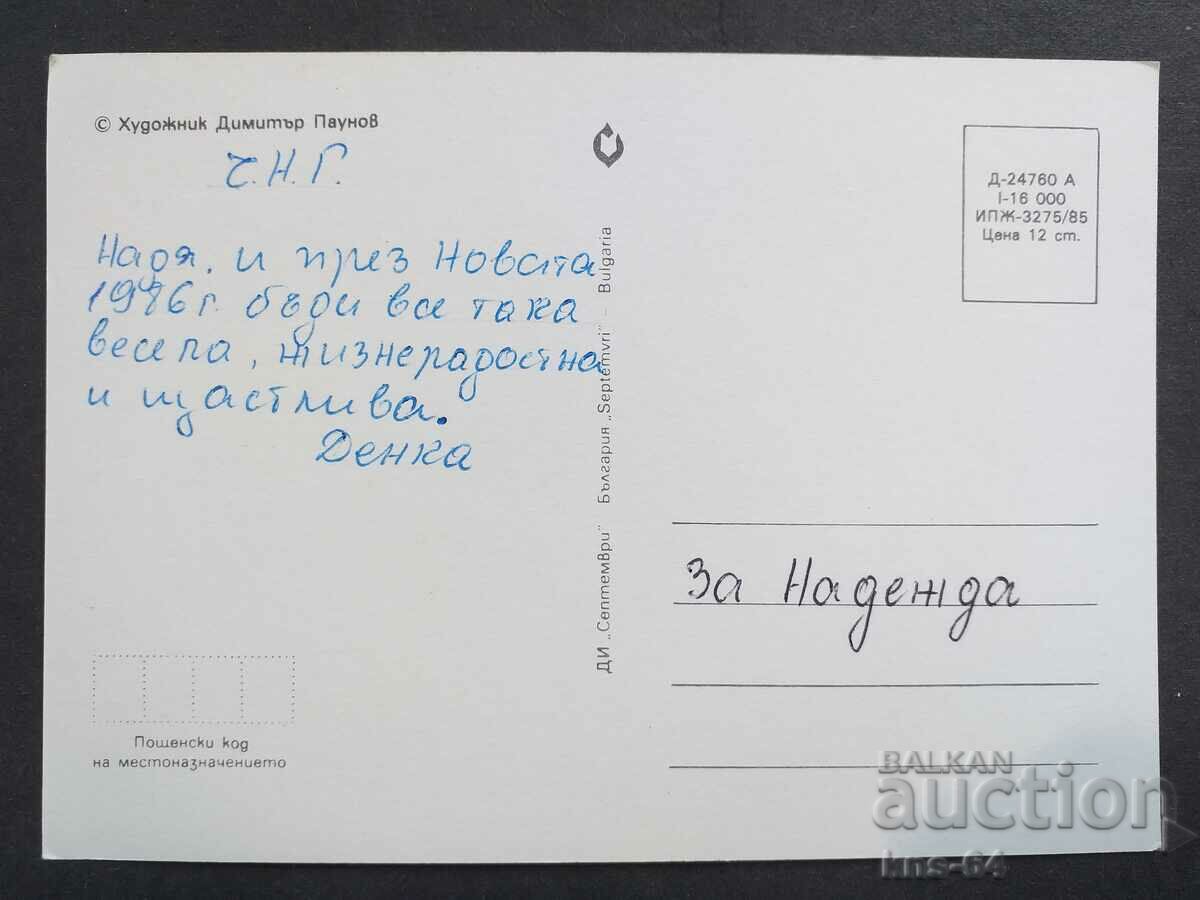 © Художник Димитър Паунов
Ч.Н.Г.
Надя, и през Новата
1986 г. бъди все така
весела, жизнерадостна
и щастлива.
Денка
Пощенски код
на местоназначението
ДИ „Септември" България „Septemvri" – Bulgaria
Д-24760 А
I-16 000
ИПЖ-3275/85
Цена 12 ст.
За Надежда
BALKAN
auction
kns-64